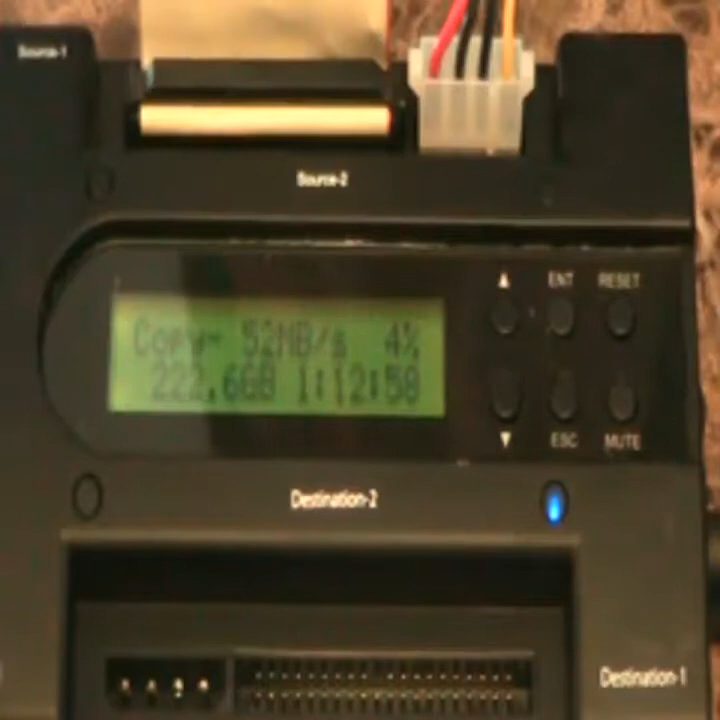 Source-1
Source-2
▲ ENT RESET
Copy- 52MB/s 4%
222.6GB 1:12:58
▼ ESC MUTE
Destination-2
Destination-1